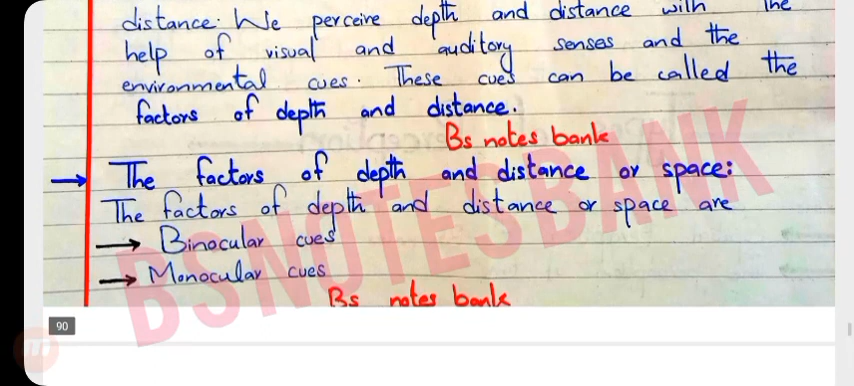 distance. We perceive depth and distance with the
help of visual and auditory senses and the
environmental cues. These cues can be called the
factors of depth and distance.
Bs notes bank
→ The factors of depth and distance or space:
The factors of depth and distance or space are
→ Binocular cues
→ Monocular cues
Bs notes bank
BSNOTESBANK
90